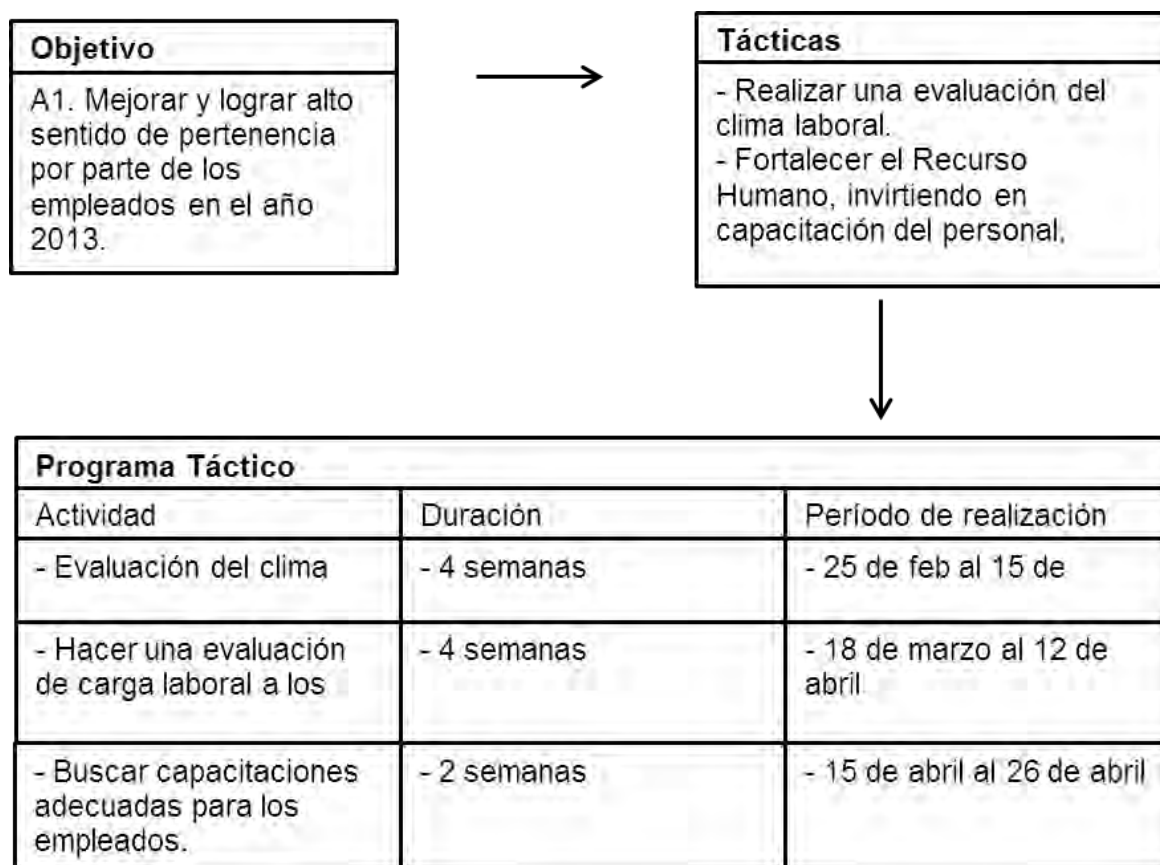 Objetivo
A1. Mejorar y lograr alto
sentido de pertenencia
por parte de los
empleados en el año
2013.
Tácticas
- Realizar una evaluación del
clima laboral.
- Fortalecer el Recurso
Humano, invirtiendo en
capacitación del personal.
Programa Táctico
Actividad
Duración
Período de realización
- Evaluación del clima
- 4 semanas
- 25 de feb al 15 de
- Hacer una evaluación
de carga laboral a los
- 4 semanas
- 18 de marzo al 12 de
abril
- Buscar capacitaciones
adecuadas para los
empleados.
- 2 semanas
- 15 de abril al 26 de abril